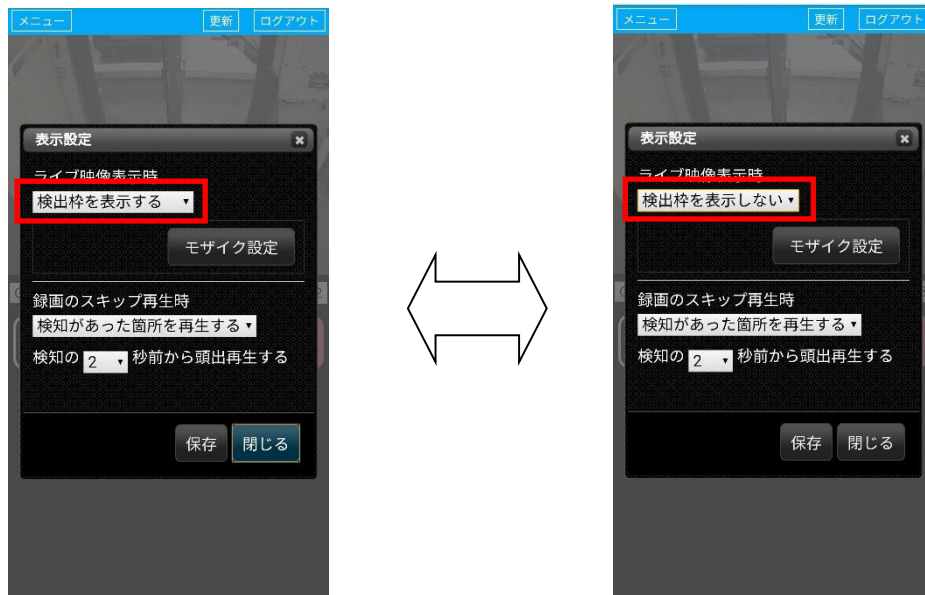 メニュー 更新 ログアウト
表示設定
ライブ映像表示時
検出枠を表示する
モザイク設定
録画のスキップ再生時
検知があった箇所を再生する
検知の 2 秒前から頭出再生する
保存 閉じる
メニュー 更新 ログアウト
表示設定
ライブ映像表示時
検出枠を表示しない
モザイク設定
録画のスキップ再生時
検知があった箇所を再生する
検知の 2 秒前から頭出再生する
保存 閉じる